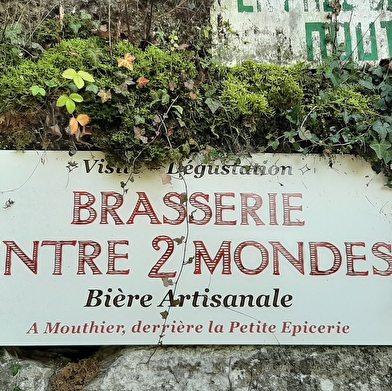 Visite Dégustation
BRASSERIE
NTRE 2 MONDES
Bière Artisanale
A Mouthier, derrière la Petite Epicerie